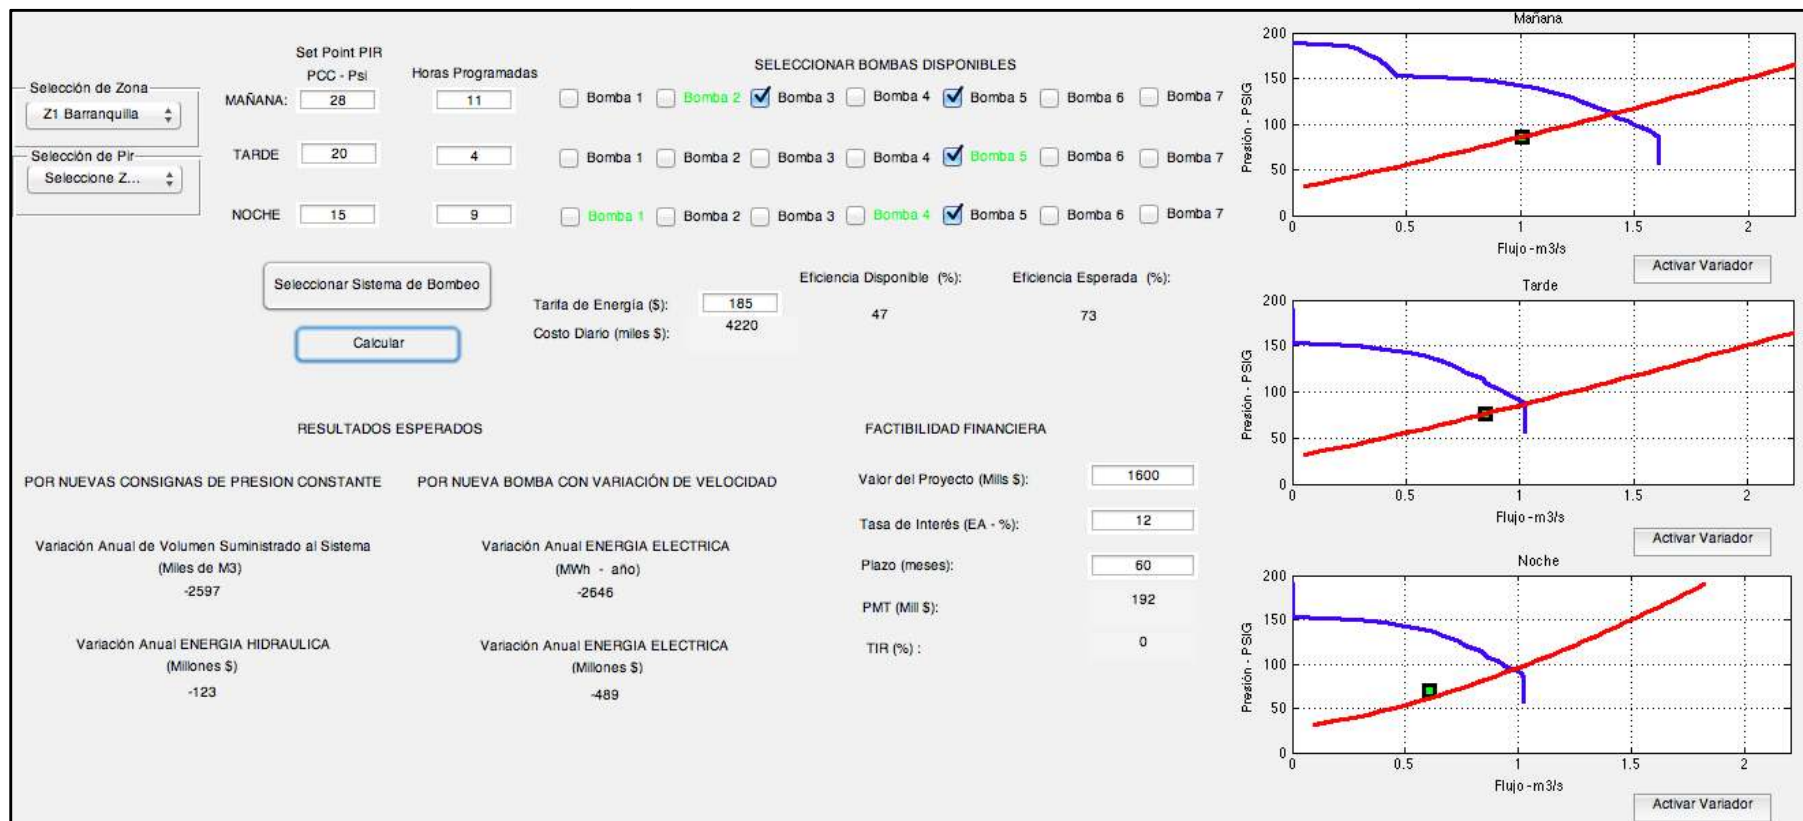 Selección de Zona
Z1 Barranquilla
Selección de Pir
Seleccione Z...
Set Point PIR
PCC - Psi
Horas Programadas
SELECCIONAR BOMBAS DISPONIBLES
MAÑANA:
28
11
Bomba 1
Bomba 2
Bomba 3
Bomba 4
Bomba 5
Bomba 6
Bomba 7
TARDE
20
4
Bomba 1
Bomba 2
Bomba 3
Bomba 4
Bomba 5
Bomba 6
Bomba 7
NOCHE
15
9
Bomba 1
Bomba 2
Bomba 3
Bomba 4
Bomba 5
Bomba 6
Bomba 7
Seleccionar Sistema de Bombeo
Calcular
Tarifa de Energía ($):
185
Costo Diario (miles $):
4220
Eficiencia Disponible (%):
47
Eficiencia Esperada (%):
73
RESULTADOS ESPERADOS
POR NUEVAS CONSIGNAS DE PRESION CONSTANTE
POR NUEVA BOMBA CON VARIACIÓN DE VELOCIDAD
Variación Anual de Volumen Suministrado al Sistema
(Miles de M3)
-2597
Variación Anual ENERGIA ELECTRICA
(MWh - año)
-2646
Variación Anual ENERGIA HIDRAULICA
(Millones $)
-123
Variación Anual ENERGIA ELECTRICA
(Millones $)
-489
FACTIBILIDAD FINANCIERA
Valor del Proyecto (Mills $):
1600
Tasa de Interés (EA - %):
12
Plazo (meses):
60
PMT (Mill $):
192
TIR (%) :
0
Mañana
Presión - PSIG
200
150
100
50
0
0
0.5
1
1.5
2
Flujo -m3/s
Activar Variador
Tarde
Presión - PSIG
200
150
100
50
0
0
0.5
1
1.5
2
Flujo -m3/s
Activar Variador
Noche
Presión - PSIG
200
150
100
50
0
0
0.5
1
1.5
2
Flujo -m3/s
Activar Variador